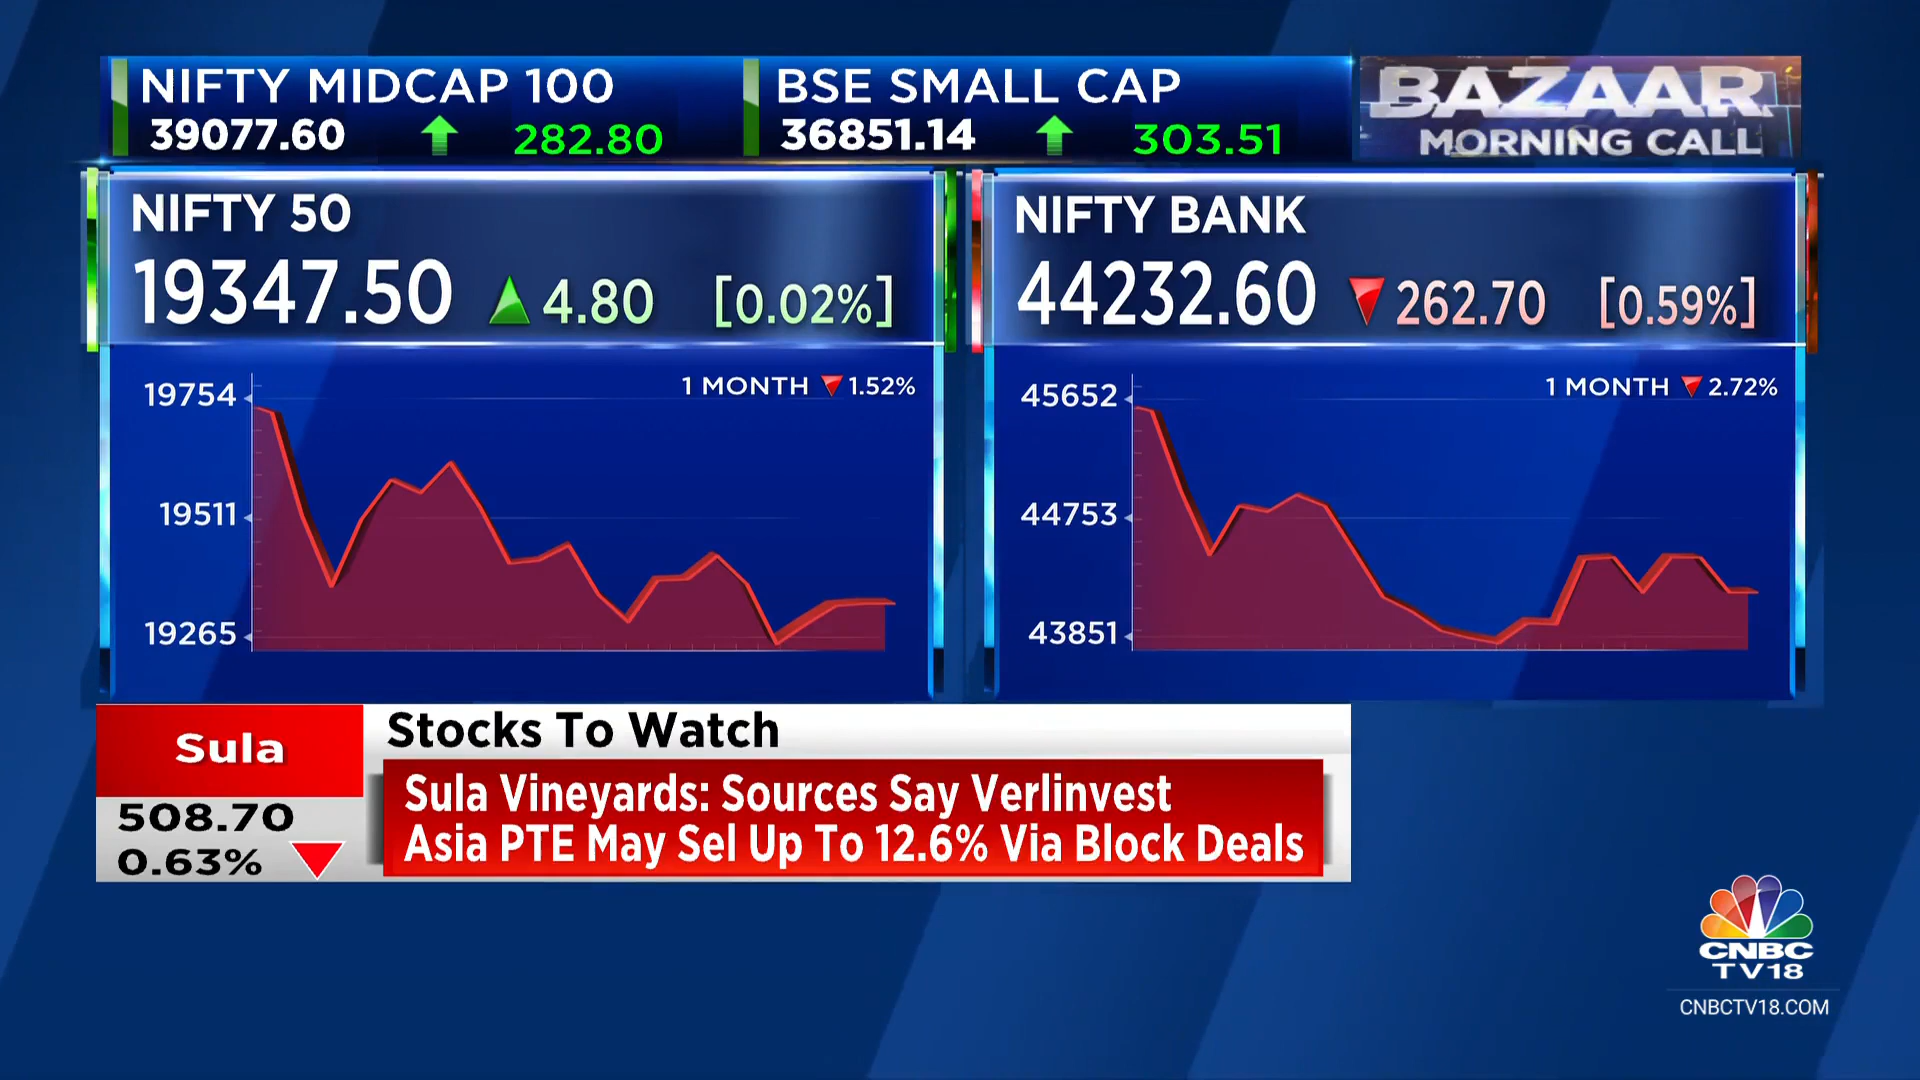 NIFTY MIDCAP 100
39077.60 282.80
BSE SMALL CAP
36851.14 303.51
BAZAAR
MORNING CALL
NIFTY 50
19347.50 4.80 [0.02%]
1 MONTH 1.52%
19754
19511
19265
NIFTY BANK
44232.60 262.70 [0.59%]
1 MONTH 2.72%
45652
44753
43851
Sula
508.70
0.63%
Stocks To Watch
Sula Vineyards: Sources Say Verlinvest
Asia PTE May Sel Up To 12.6% Via Block Deals
CNBC
TV18
CNBCTV18.COM